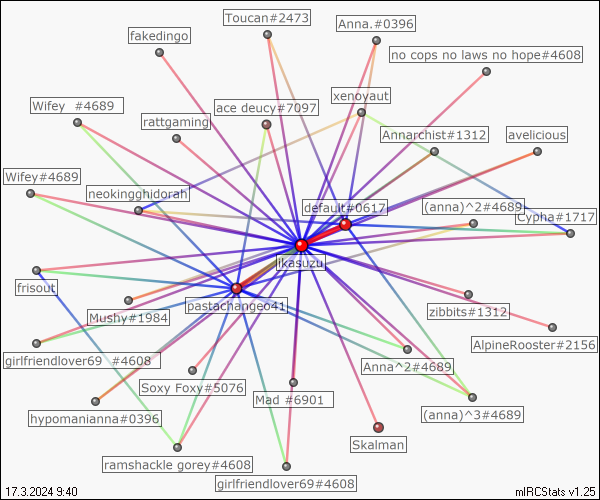 Toucan#2473
Anna.#0396
fakedingo
no cops no laws no hope#4608
xenoyaut
Wifey  #4689
ace deucy#7097
rattgaming
Annarchist#1312
avelicious
Wifey#4689
neokingghidorah
default#0617
(anna)^2#4689
Cypha#1717
ikasuzu
frisout
pastachangeo41
Mushy#1984
zibbits#1312
AlpineRooster#2156
girlfriendlover69  #4608
Anna^2#4689
Soxy Foxy#5076
Mad #6901
hypomanianna#0396
(anna)^3#4689
Skalman
ramshackle gorey#4608
girlfriendlover69#4608
17.3.2024 9:40
mIRCStats v1.25